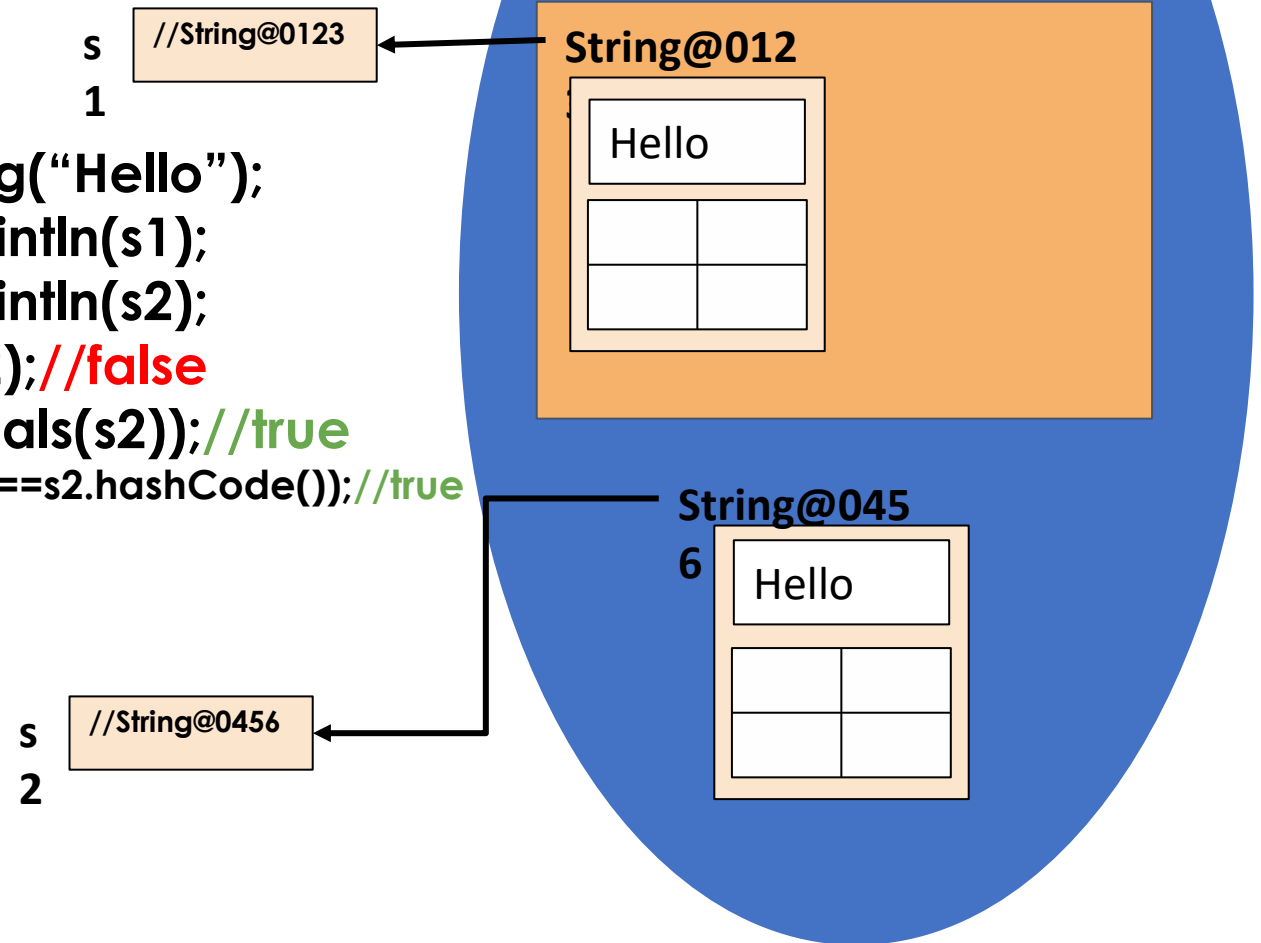 s
1
//String@0123
String@012
Hello
g(“Hello”);
intln(s1);
intln(s2);
);//false
als(s2));//true
==s2.hashCode());//true
String@045
6
Hello
s
2
//String@0456